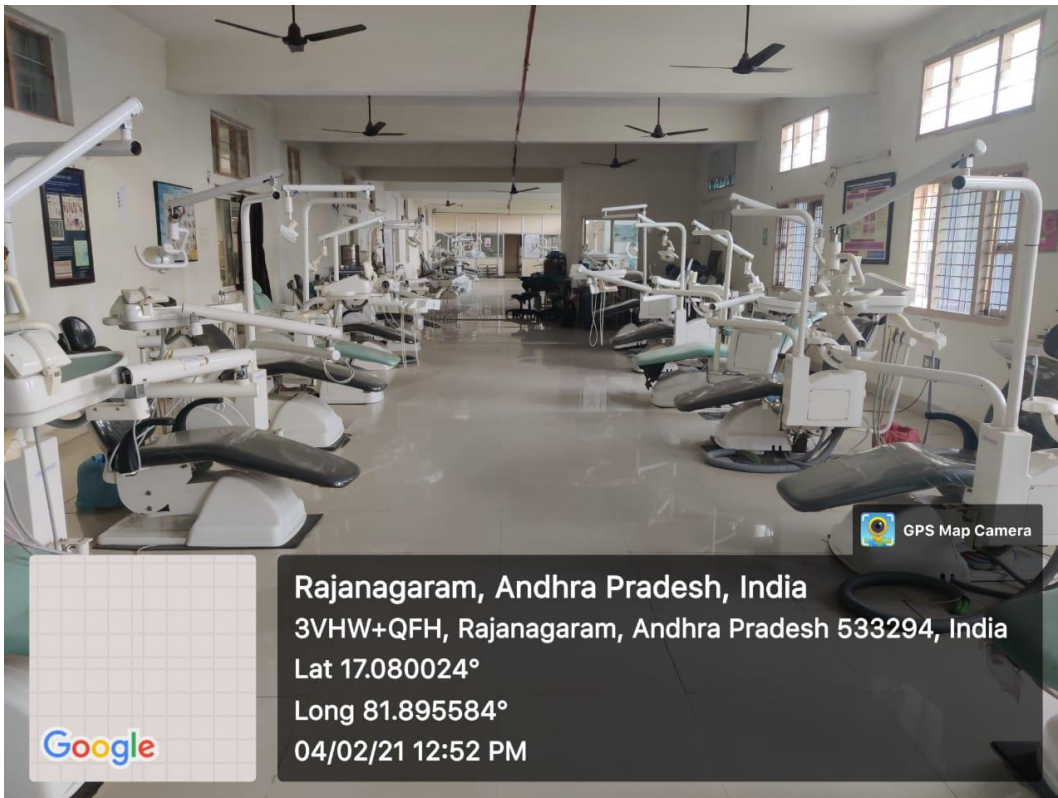 GPS Map Camera
Rajanagaram, Andhra Pradesh, India
3VHW+QFH, Rajanagaram, Andhra Pradesh 533294, India
Lat 17.080024°
Long 81.895584°
04/02/21 12:52 PM
Google